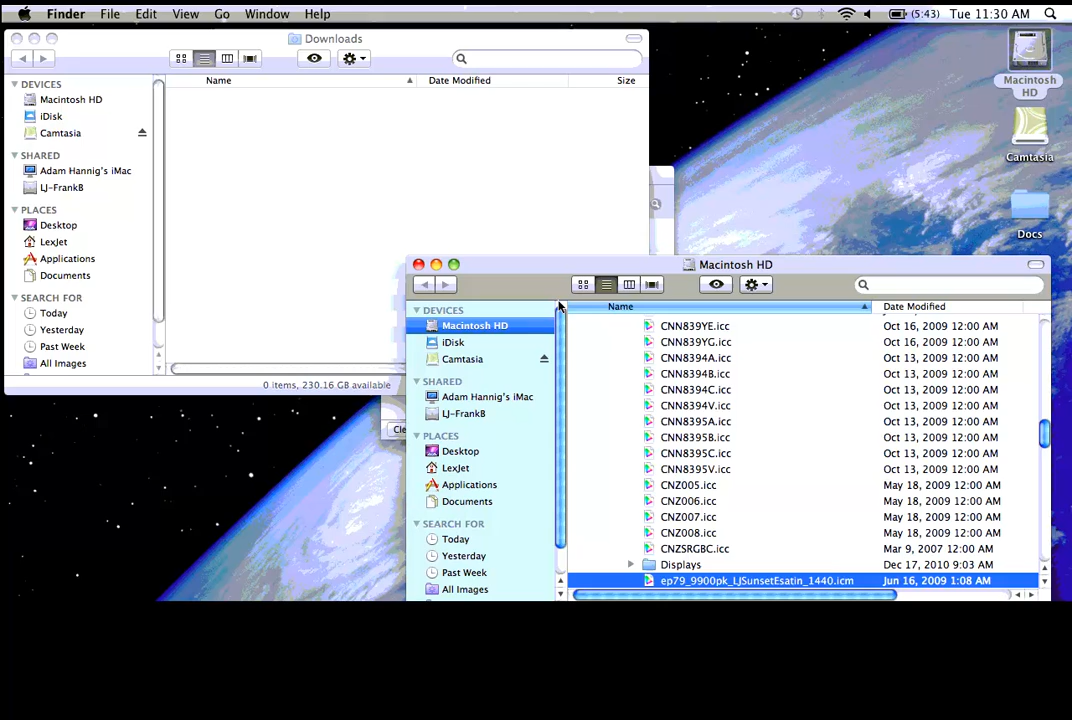 Finder File Edit View Go Window Help (5:43) Tue 11:30 AM
Downloads
Name Date Modified Size
DEVICES
Macintosh HD
iDisk
Camtasia
SHARED
Adam Hannig's iMac
LJ-FrankB
PLACES
Desktop
LexJet
Applications
Documents
SEARCH FOR
Today
Yesterday
Past Week
All Images
0 items, 230.16 GB available
Cle
Macintosh HD
Camtasia
Docs
Macintosh HD
Name Date Modified
DEVICES
Macintosh HD
iDisk
Camtasia
SHARED
Adam Hannig's iMac
LJ-FrankB
PLACES
Desktop
LexJet
Applications
Documents
SEARCH FOR
Today
Yesterday
Past Week
All Images
CNN839YE.icc Oct 16, 2009 12:00 AM
CNN839YG.icc Oct 16, 2009 12:00 AM
CNN8394A.icc Oct 13, 2009 12:00 AM
CNN8394B.icc Oct 13, 2009 12:00 AM
CNN8394C.icc Oct 13, 2009 12:00 AM
CNN8394V.icc Oct 13, 2009 12:00 AM
CNN8395A.icc Oct 13, 2009 12:00 AM
CNN8395B.icc Oct 13, 2009 12:00 AM
CNN8395C.icc Oct 13, 2009 12:00 AM
CNN8395V.icc Oct 13, 2009 12:00 AM
CNZ005.icc May 18, 2009 12:00 AM
CNZ006.icc May 18, 2009 12:00 AM
CNZ007.icc May 18, 2009 12:00 AM
CNZ008.icc May 18, 2009 12:00 AM
CNZSRGBC.icc Mar 9, 2007 12:00 AM
Displays Dec 17, 2010 9:03 AM
ep79_9900pk_LJSunsetEsatin_1440.icm Jun 16, 2009 1:08 AM